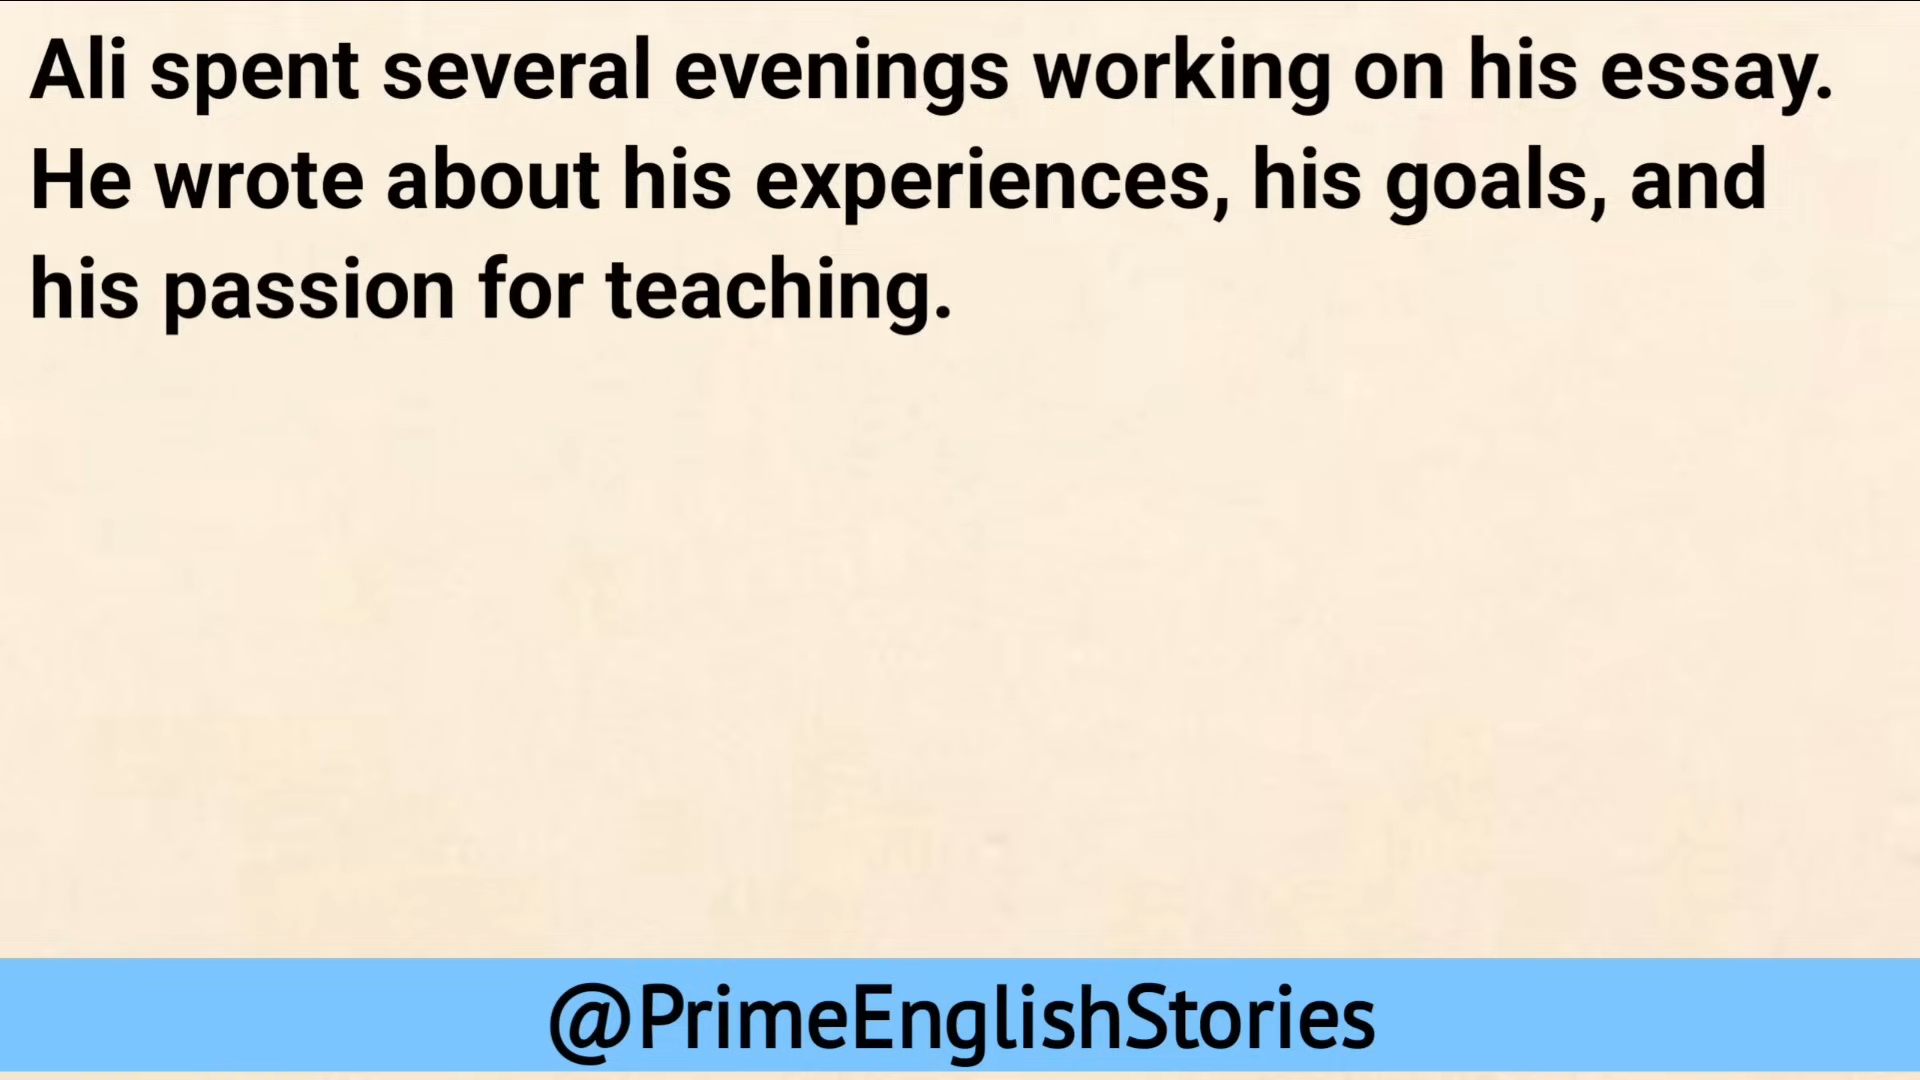 Ali spent several evenings working on his essay.
He wrote about his experiences, his goals, and
his passion for teaching.
@PrimeEnglishStories